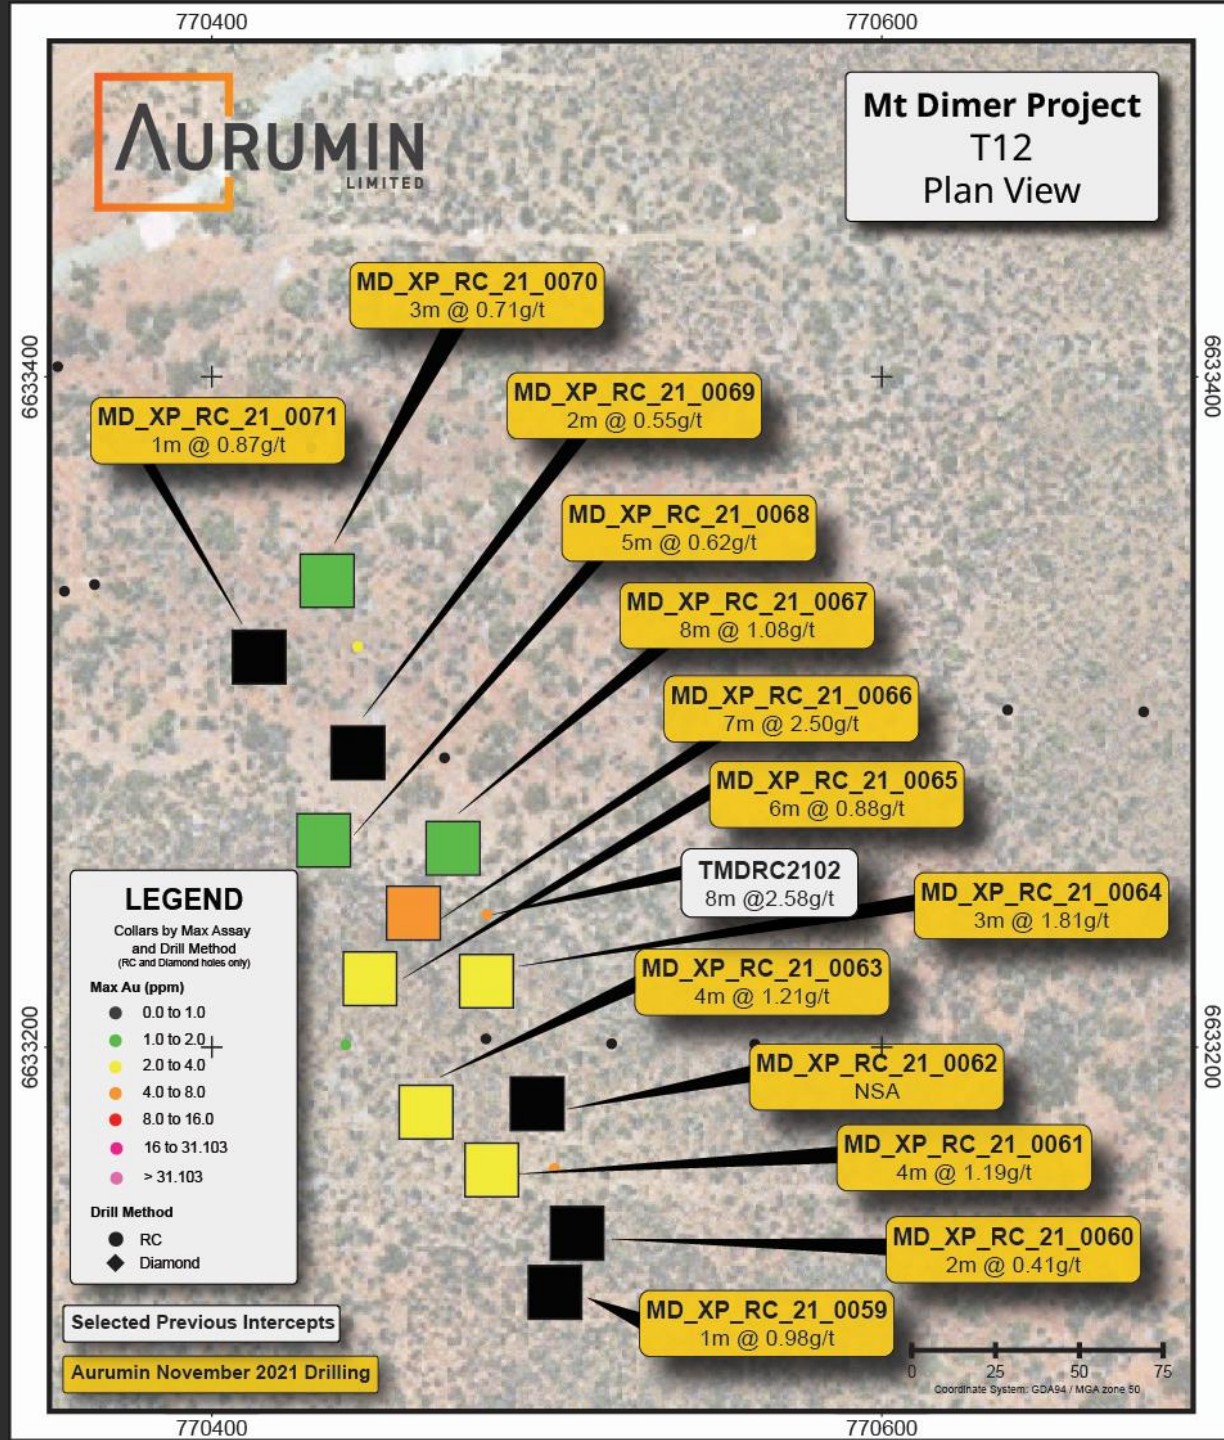 770400
770600
AURUMIN
LIMITED
Mt Dimer Project
T12
Plan View
MD_XP_RC_21_0070
3m @ 0.71g/t
6633400
6633400
MD_XP_RC_21_0069
2m @ 0.55g/t
MD_XP_RC_21_0071
1m @ 0.87g/t
MD_XP_RC_21_0068
5m @ 0.62g/t
MD_XP_RC_21_0067
8m @ 1.08g/t
MD_XP_RC_21_0066
7m @ 2.50g/t
MD_XP_RC_21_0065
6m @ 0.88g/t
TMDRC2102
8m @2.58g/t
MD_XP_RC_21_0064
3m @ 1.81g/t
MD_XP_RC_21_0063
4m @ 1.21g/t
6633200
6633200
MD_XP_RC_21_0062
NSA
MD_XP_RC_21_0061
4m @ 1.19g/t
MD_XP_RC_21_0060
2m @ 0.41g/t
MD_XP_RC_21_0059
1m @ 0.98g/t
LEGEND
Collars by Max Assay
and Drill Method
(RC and Diamond holes only)
Max Au (ppm)
0.0 to 1.0
1.0 to 2.0
2.0 to 4.0
4.0 to 8.0
8.0 to 16.0
16 to 31.103
> 31.103
Drill Method
RC
Diamond
Selected Previous Intercepts
Aurumin November 2021 Drilling
0 25 50 75
Coordinate System: GDA94 / MGA zone 50
770400
770600